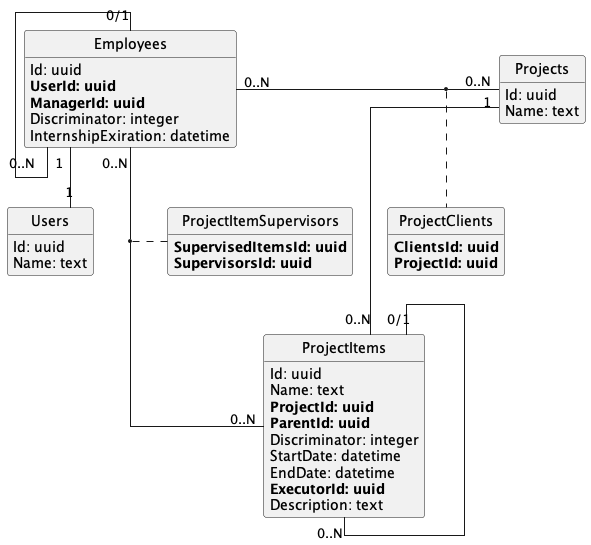 0/1
Employees
Id: uuid
UserId: uuid
ManagerId: uuid
Discriminator: integer
InternshipExiration: datetime
0..N
0..N
Projects
Id: uuid
Name: text
1
0..N
1
0..N
1
Users
Id: uuid
Name: text
ProjectItemSupervisors
SupervisedItemsId: uuid
SupervisorsId: uuid
ProjectClients
ClientsId: uuid
ProjectId: uuid
0..N
0/1
ProjectItems
Id: uuid
Name: text
ProjectId: uuid
ParentId: uuid
Discriminator: integer
StartDate: datetime
EndDate: datetime
ExecutorId: uuid
Description: text
0..N
0..N